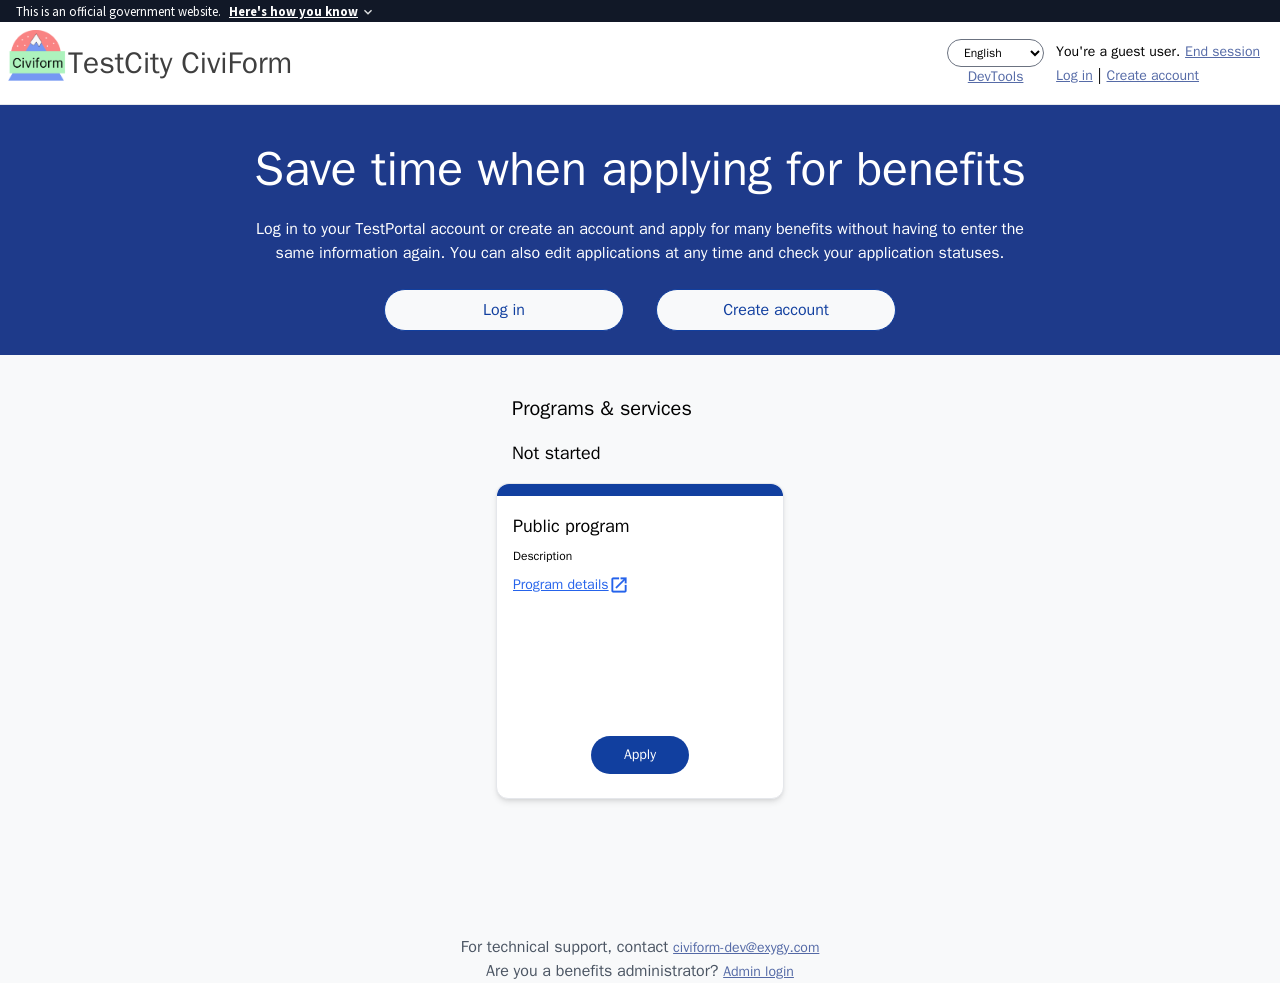 This is an official government website. Here's how you know
Civiform
TestCity CiviForm
English
DevTools
You're a guest user. End session
Log in | Create account
Save time when applying for benefits
Log in to your TestPortal account or create an account and apply for many benefits without having to enter the
same information again. You can also edit applications at any time and check your application statuses.
Log in
Create account
Programs & services
Not started
Public program
Description
Program details
Apply
For technical support, contact civiform-dev@exygy.com
Are you a benefits administrator? Admin login